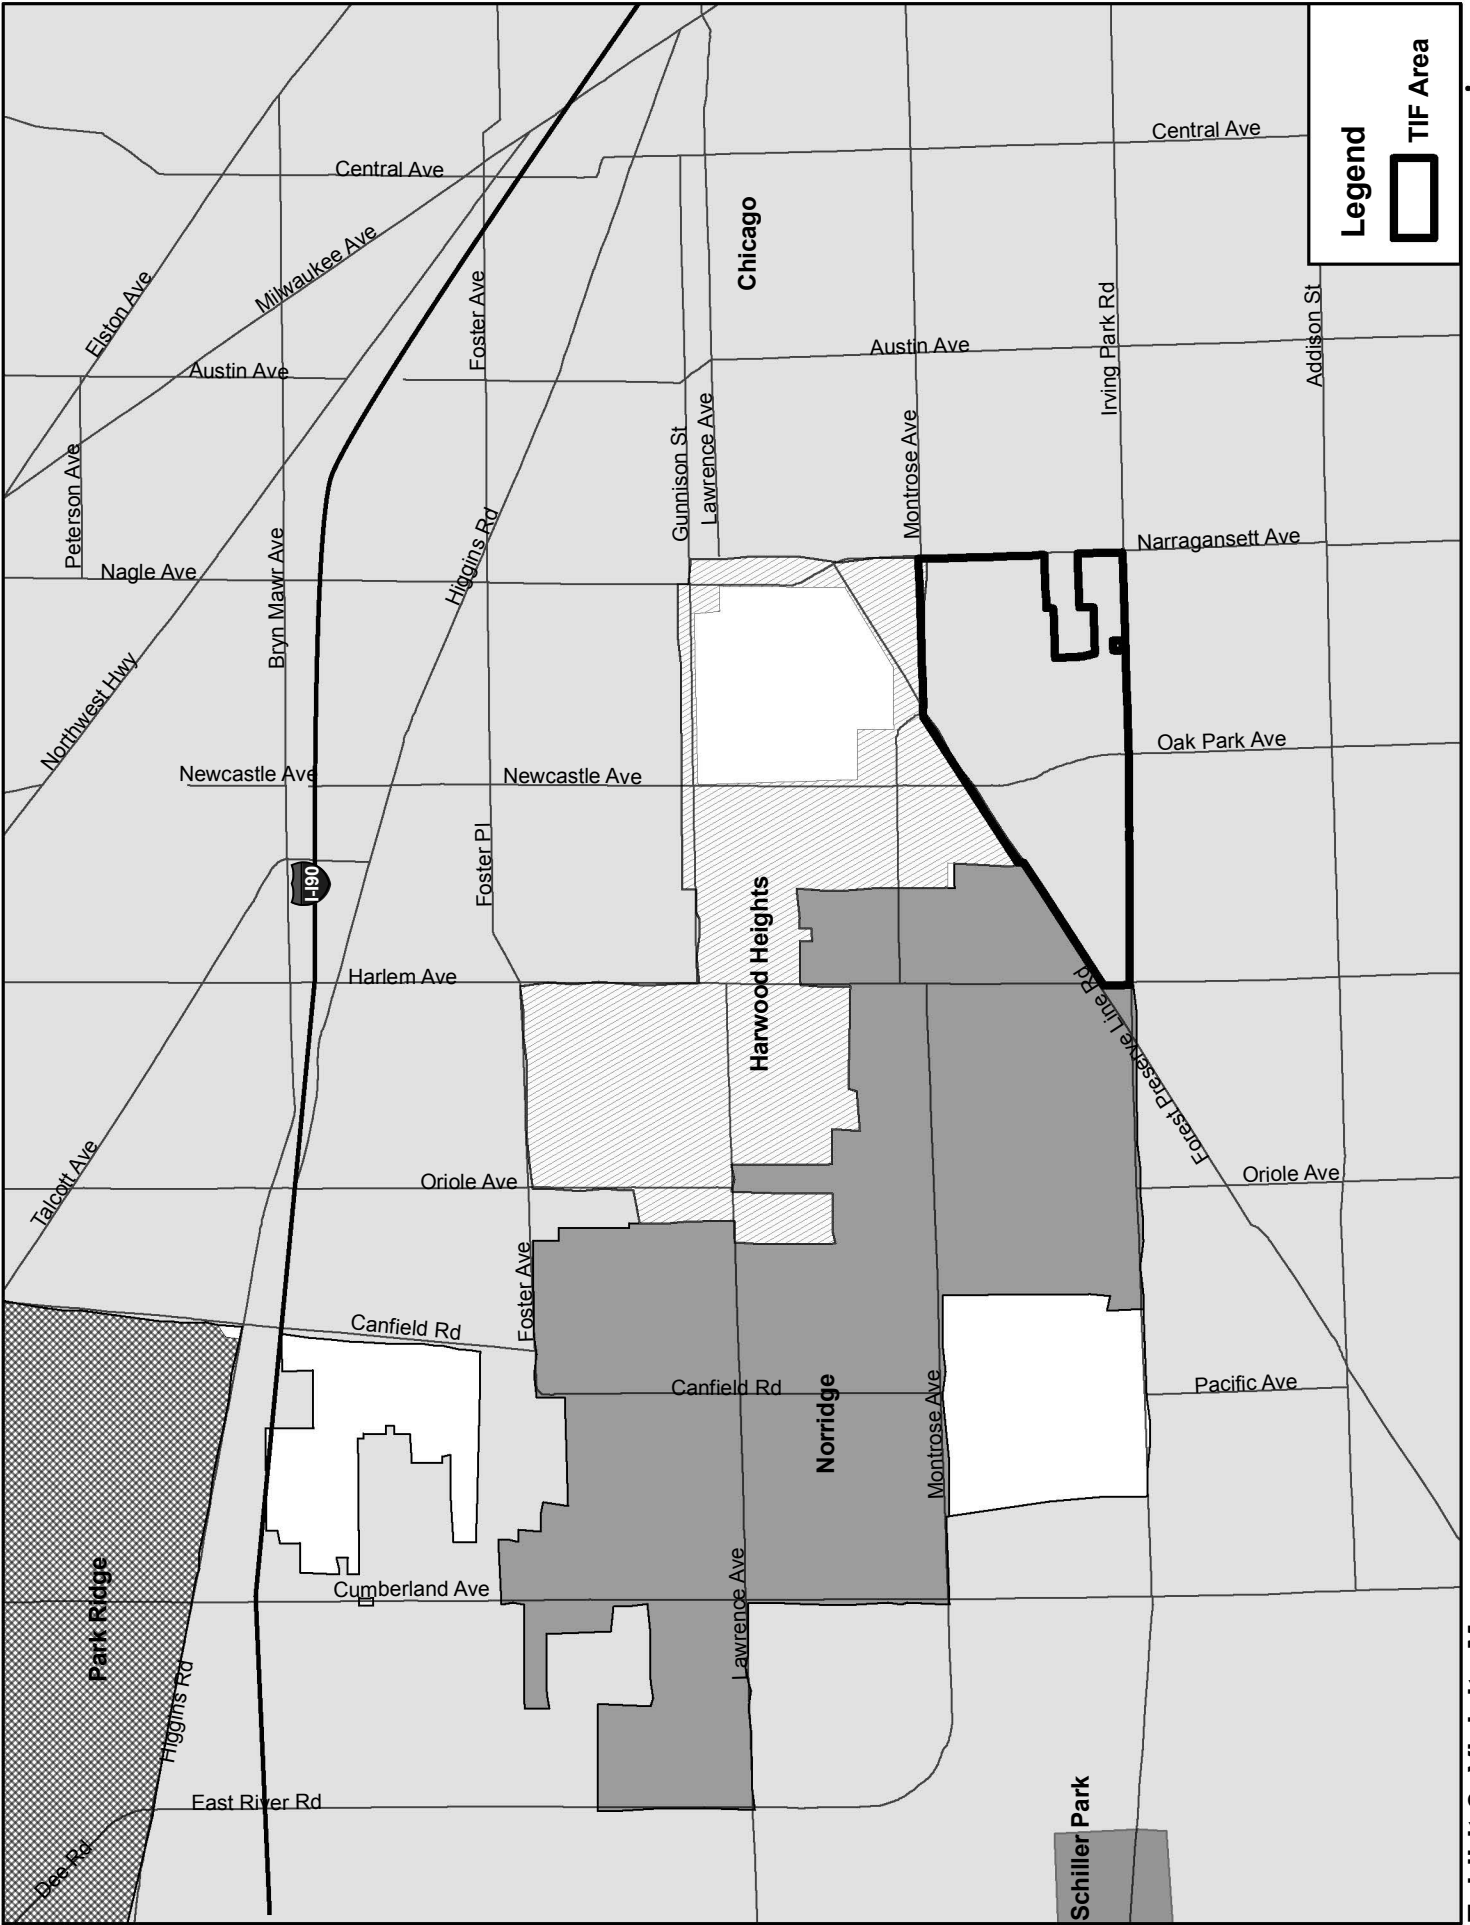 Central Ave
Central Ave
Legend
TIF Area
Chicago
Milwaukee Ave
Elston Ave
Foster Ave
Irving Park Rd
Addison St
Austin Ave
Austin Ave
Peterson Ave
Gunnison St
Lawrence Ave
Montrose Ave
Narragansett Ave
Nagle Ave
Higgins Rd
Bryn Mawr Ave
Northwest Hwy
Oak Park Ave
Newcastle Ave
Newcastle Ave
Foster Pl
I-I90
Harwood Heights
Harlem Ave
Forest Preserve Line Rd
Talcott Ave
Oriole Ave
Oriole Ave
Foster Ave
Canfield Rd
Canfield Rd
Pacific Ave
Norridge
Montrose Ave
Cumberland Ave
Lawrence Ave
Park Ridge
Higgins Rd
East River Rd
Dee Rd
Schiller Park